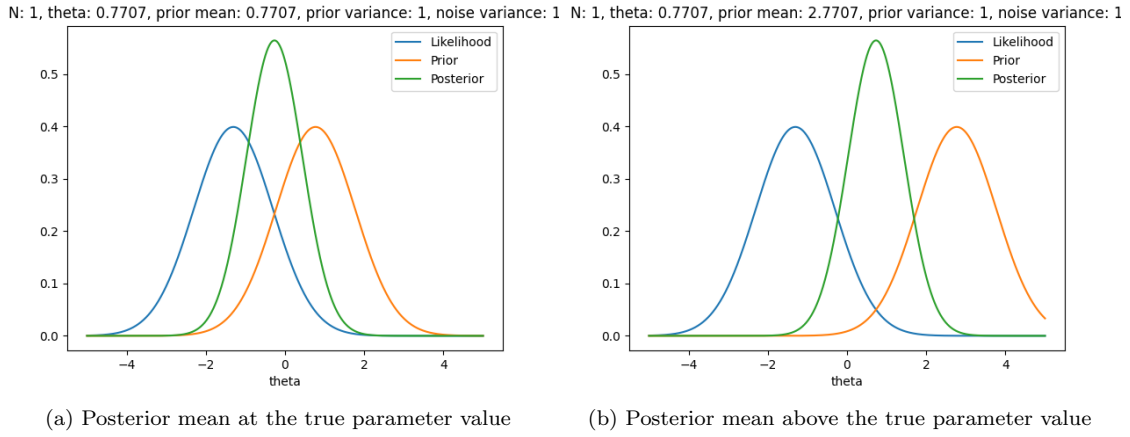 N: 1, theta: 0.7707, prior mean: 0.7707, prior variance: 1, noise variance: 1
Likelihood
Prior
Posterior
0.5
0.4
0.3
0.2
0.1
0.0
−4 −2 0 2 4
theta
(a) Posterior mean at the true parameter value
N: 1, theta: 0.7707, prior mean: 2.7707, prior variance: 1, noise variance: 1
Likelihood
Prior
Posterior
0.5
0.4
0.3
0.2
0.1
0.0
−4 −2 0 2 4
theta
(b) Posterior mean above the true parameter value